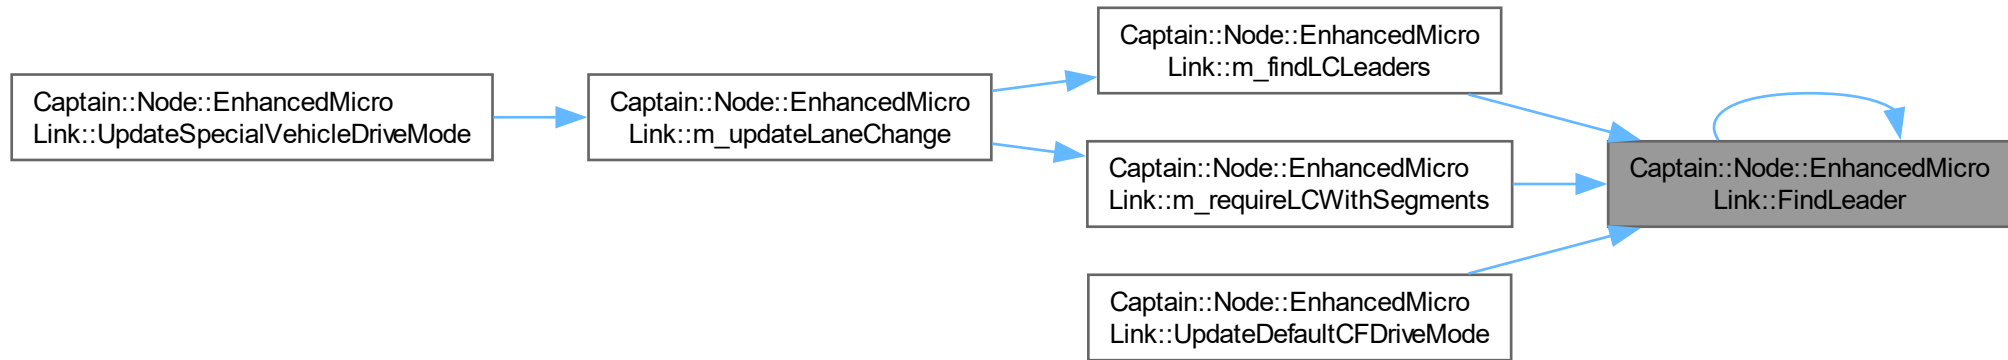 Captain::Node::EnhancedMicro
Link::UpdateSpecialVehicleDriveMode
Captain::Node::EnhancedMicro
Link::m_updateLaneChange
Captain::Node::EnhancedMicro
Link::m_findLCLeaders
Captain::Node::EnhancedMicro
Link::m_requireLCWithSegments
Captain::Node::EnhancedMicro
Link::UpdateDefaultCFDriveMode
Captain::Node::EnhancedMicro
Link::FindLeader